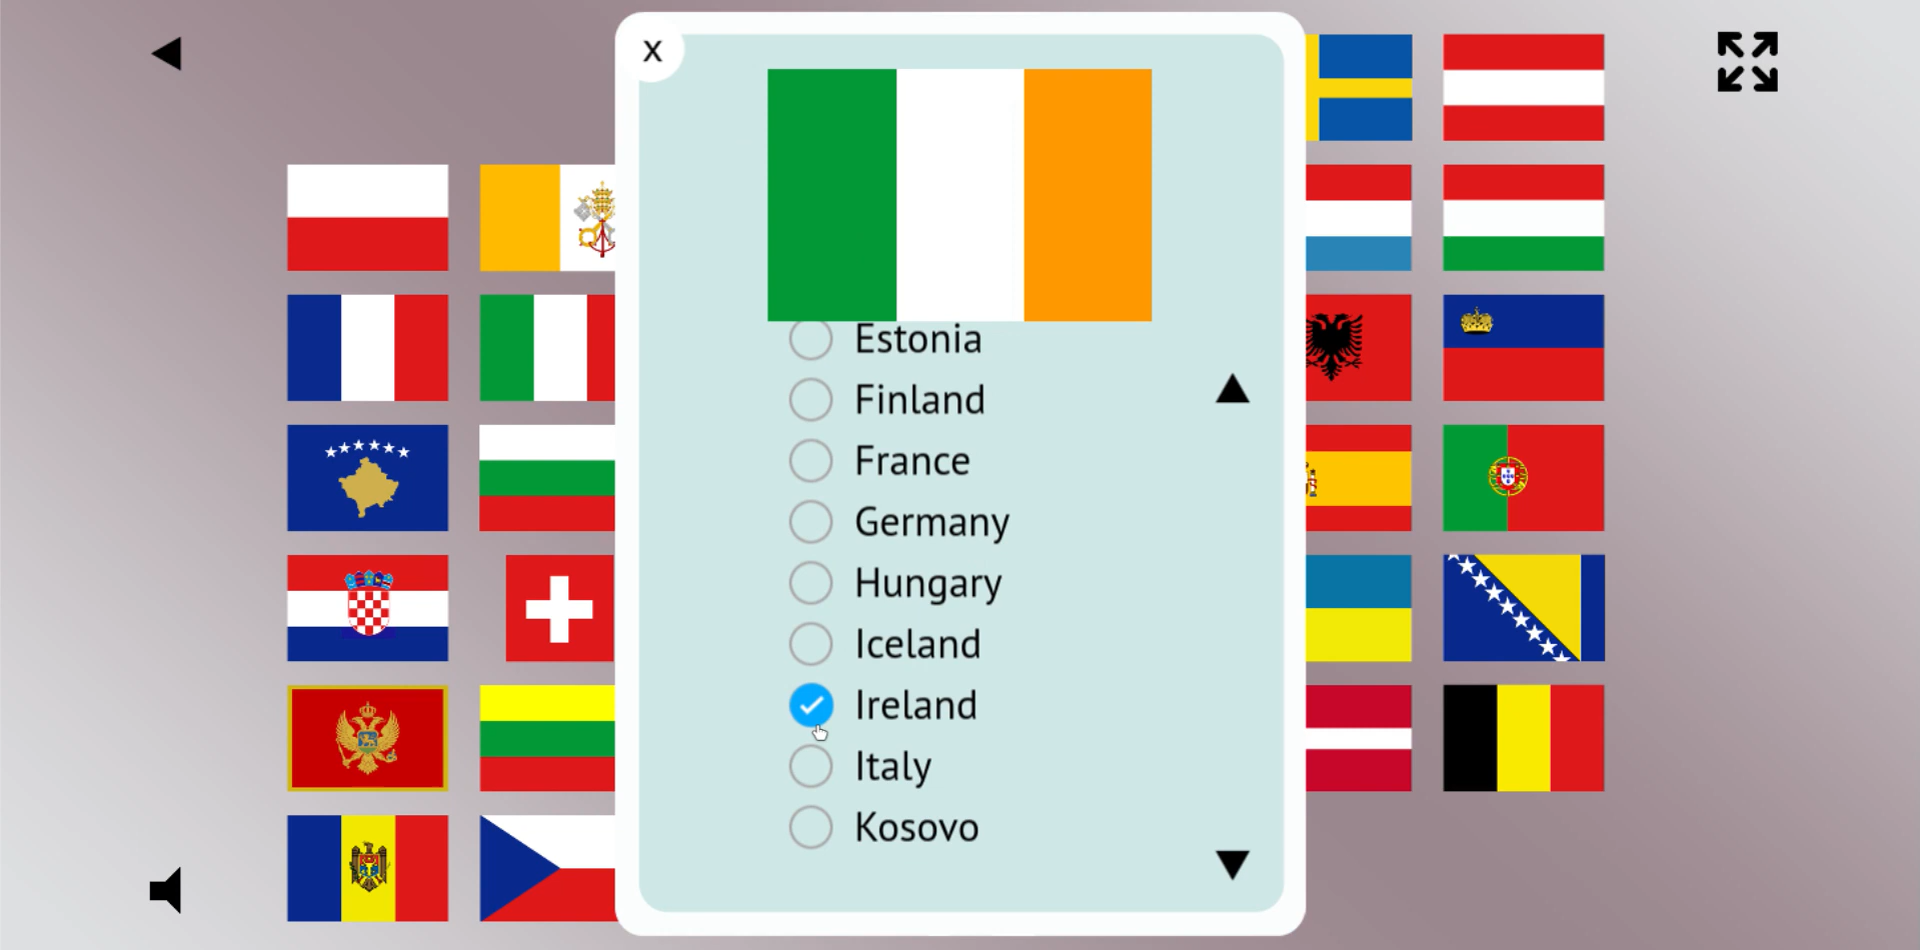 X
Estonia
Finland
France
Germany
Hungary
Iceland
Ireland
Italy
Kosovo